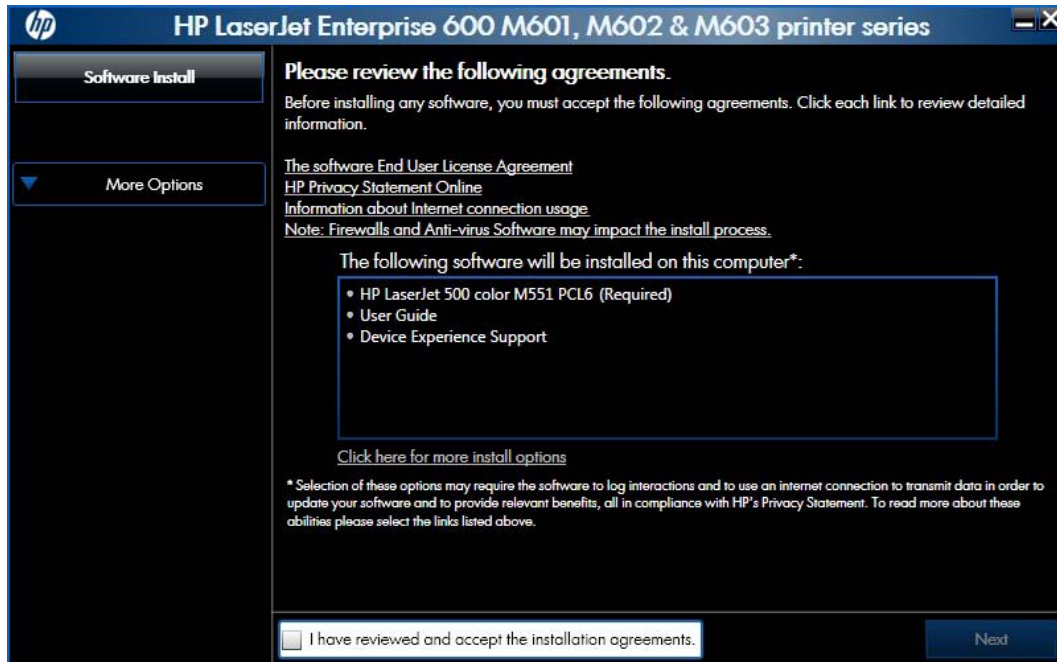 hp
HP LaserJet Enterprise 600 M601, M602 & M603 printer series
Software Install
More Options
Please review the following agreements.
Before installing any software, you must accept the following agreements. Click each link to review detailed
information.
The software End User License Agreement
HP Privacy Statement Online
Information about Internet connection usage
Note: Firewalls and Anti-virus Software may impact the install process.
The following software will be installed on this computer*:
• HP LaserJet 500 color M551 PCL6 (Required)
• User Guide
• Device Experience Support
Click here for more install options
* Selection of these options may require the software to log interactions and to use an internet connection to transmit data in order to
update your software and to provide relevant benefits, all in compliance with HP's Privacy Statement. To read more about these
abilities please select the links listed above.
I have reviewed and accept the installation agreements.
Next